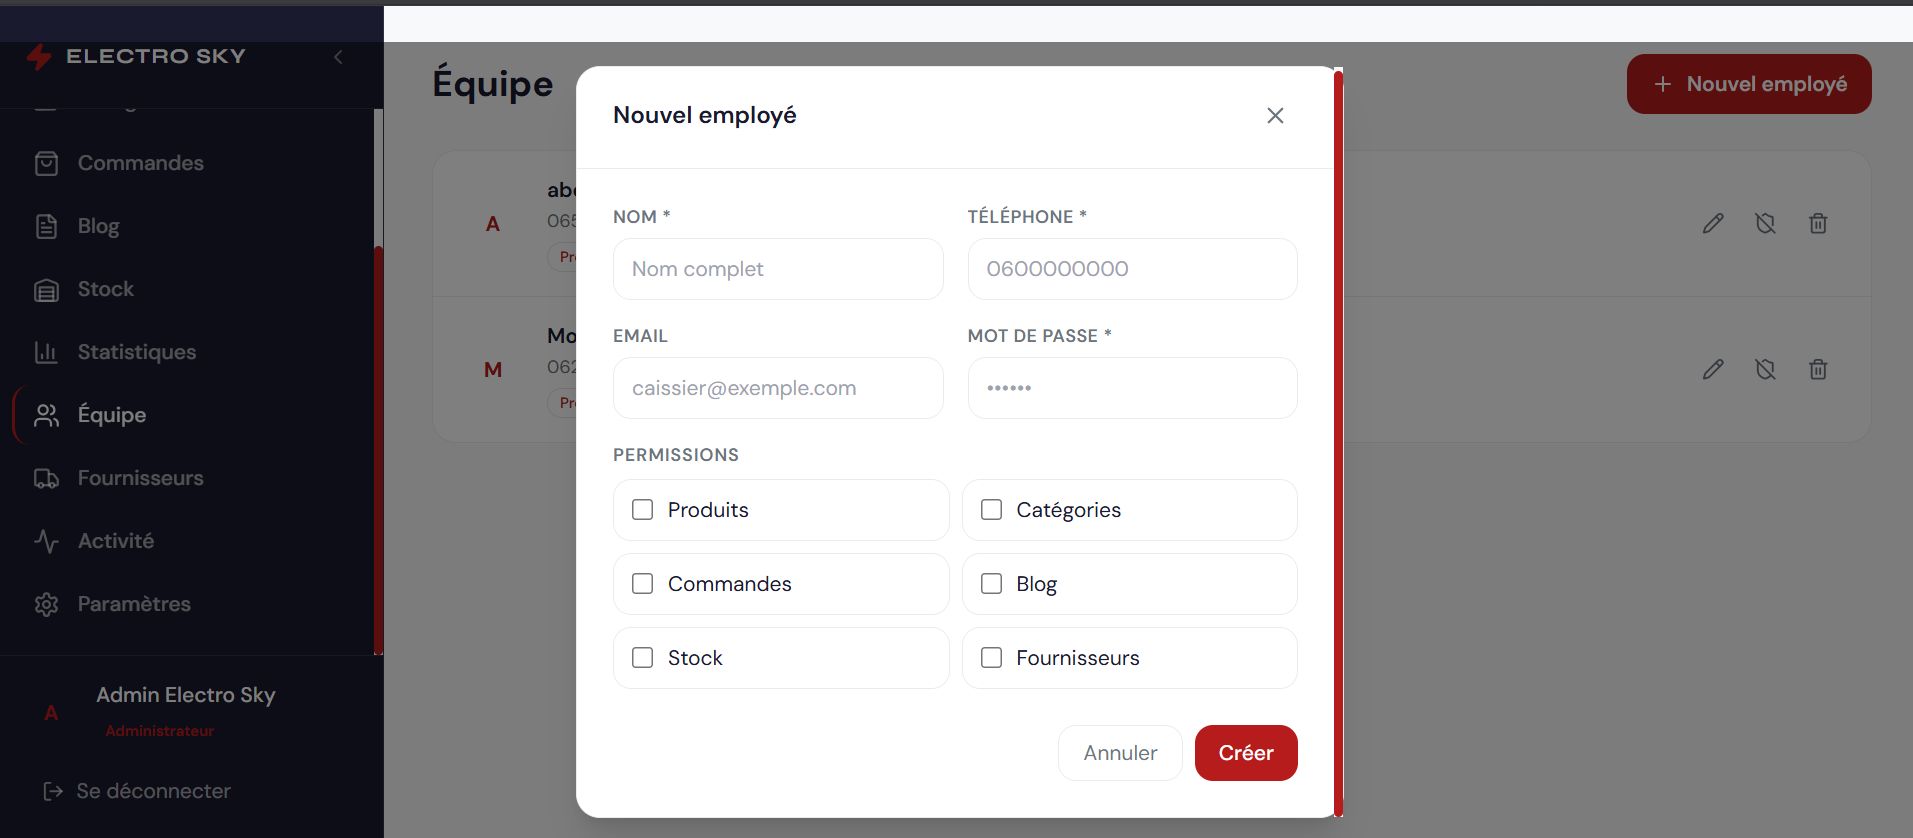 ELECTRO SKY
Commandes
Blog
Stock
Statistiques
Équipe
Fournisseurs
Activité
Paramètres
A
Admin Electro Sky
Administrateur
Se déconnecter
Équipe
+ Nouvel employé
A
065
M
062
Nouvel employé
NOM *
TÉLÉPHONE *
Nom complet
0600000000
EMAIL
MOT DE PASSE *
caissier@exemple.com
••••••
PERMISSIONS
Produits
Catégories
Commandes
Blog
Stock
Fournisseurs
Annuler
Créer